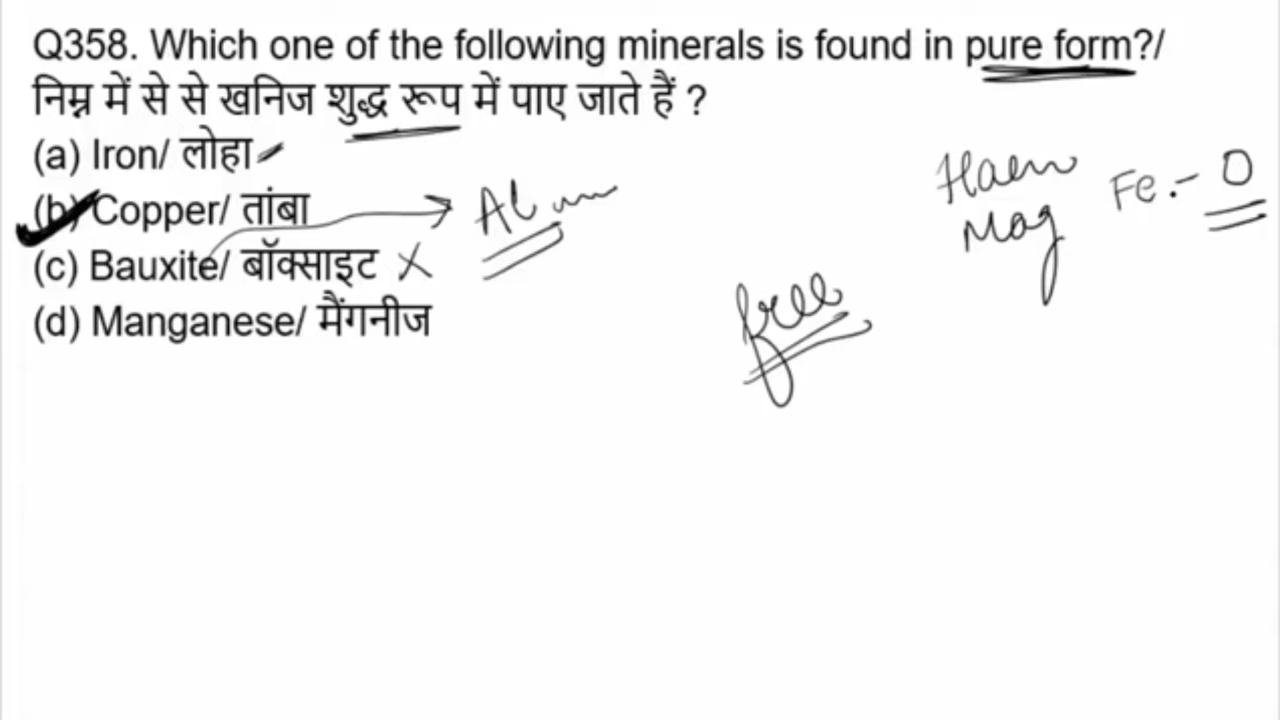 Q358. Which one of the following minerals is found in pure form?/
निम्न में से से खनिज शुद्ध रूप में पाए जाते हैं ?
(a) Iron/ लोहा
(b) Copper/ तांबा
(c) Bauxite/ बॉक्साइट
(d) Manganese/ मैंगनीज
Haem
Mag
Fe - O
free